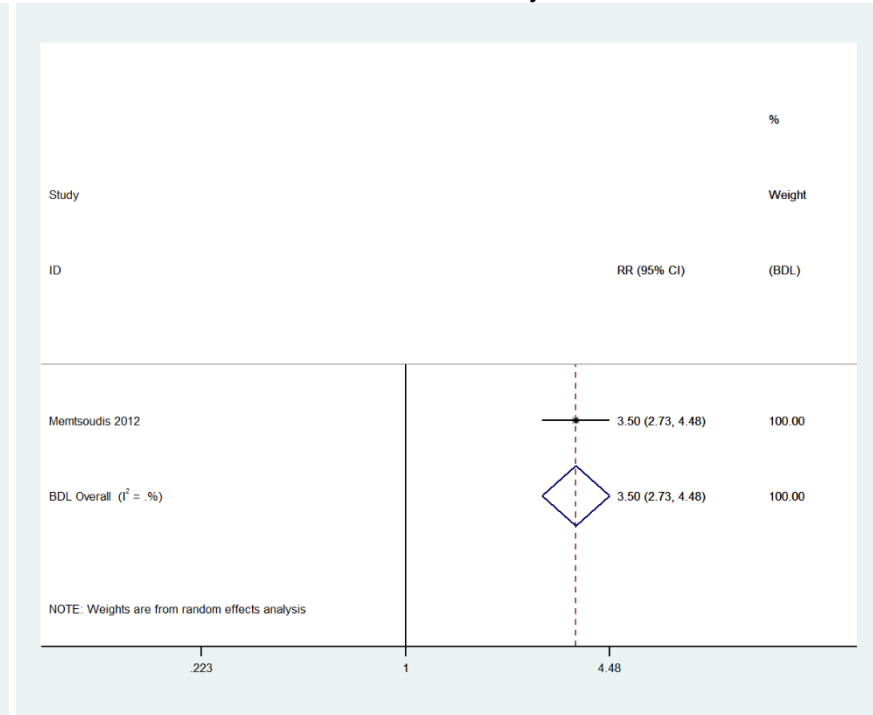 %
Study Weight
ID RR (95% CI) (BDL)
Memtsoudis 2012 3.50 (2.73, 4.48) 100.00
BDL Overall (I² = .%) 3.50 (2.73, 4.48) 100.00
NOTE: Weights are from random effects analysis
.223 1 4.48